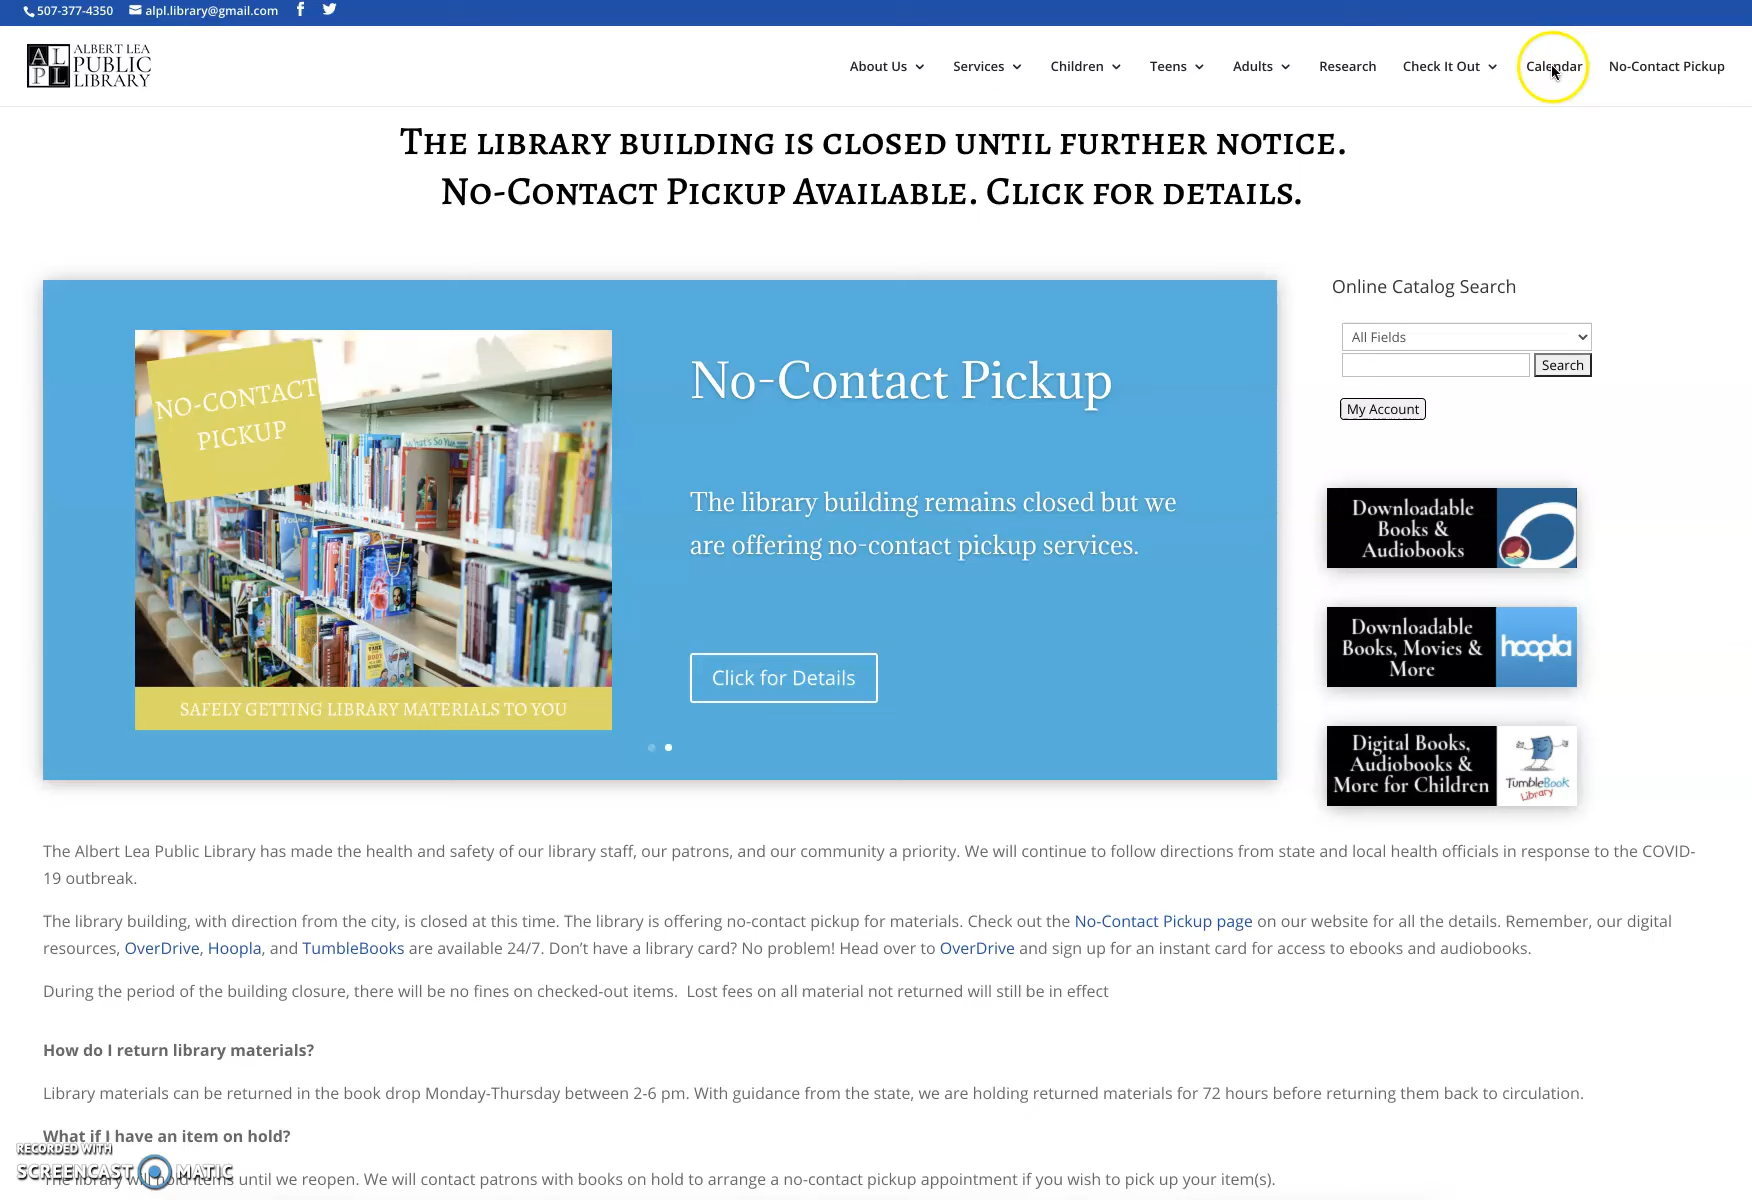 507-377-4350 alpl.library@gmail.com
ALPL ALBERT LEA PUBLIC LIBRARY
About Us Services Children Teens Adults Research Check It Out Calendar No-Contact Pickup
The library building is closed until further notice.
No-Contact Pickup Available. Click for details.
NO-CONTACT
PICKUP
SAFELY GETTING LIBRARY MATERIALS TO YOU
No-Contact Pickup
The library building remains closed but we
are offering no-contact pickup services.
Click for Details
Online Catalog Search
All Fields
Search
My Account
Downloadable
Books &
Audiobooks
Downloadable
Books, Movies &
More
hoopla
Digital Books,
Audiobooks &
More for Children
TumbleBook
Library
The Albert Lea Public Library has made the health and safety of our library staff, our patrons, and our community a priority. We will continue to follow directions from state and local health officials in response to the COVID-
19 outbreak.
The library building, with direction from the city, is closed at this time. The library is offering no-contact pickup for materials. Check out the No-Contact Pickup page on our website for all the details. Remember, our digital
resources, OverDrive, Hoopla, and TumbleBooks are available 24/7. Don’t have a library card? No problem! Head over to OverDrive and sign up for an instant card for access to ebooks and audiobooks.
During the period of the building closure, there will be no fines on checked-out items. Lost fees on all material not returned will still be in effect
How do I return library materials?
Library materials can be returned in the book drop Monday-Thursday between 2-6 pm. With guidance from the state, we are holding returned materials for 72 hours before returning them back to circulation.
What if I have an item on hold?
The library will hold items until we reopen. We will contact patrons with books on hold to arrange a no-contact pickup appointment if you wish to pick up your item(s).
RECORDED WITH
SCREENCAST MATIC